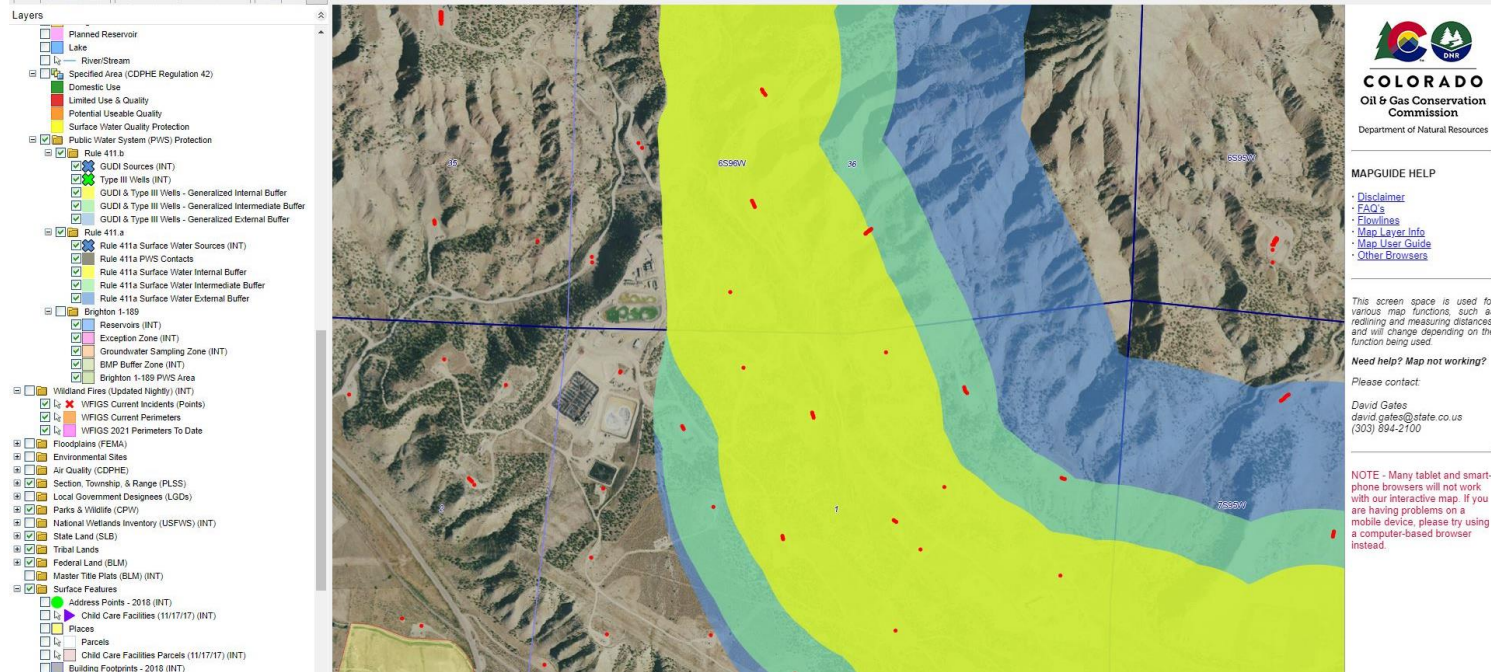 Layers
Planned Reservoir
Lake
River/Stream
Specified Area (CDPHE Regulation 42)
Domestic Use
Limited Use & Quality
Potential Useable Quality
Surface Water Quality Protection
Public Water System (PWS) Protection
Rule 411.b
GUDI Sources (INT)
Type III Wells (INT)
GUDI & Type III Wells - Generalized Internal Buffer
GUDI & Type III Wells - Generalized Intermediate Buffer
GUDI & Type III Wells - Generalized External Buffer
Rule 411.a
Rule 411a Surface Water Sources (INT)
Rule 411a PWS Contacts
Rule 411a Surface Water Internal Buffer
Rule 411a Surface Water Intermediate Buffer
Rule 411a Surface Water External Buffer
Brighton 1-189
Reservoirs (INT)
Exception Zone (INT)
Groundwater Sampling Zone (INT)
BMP Buffer Zone (INT)
Brighton 1-189 PWS Area
Wildland Fires (Updated Nightly) (INT)
WFIGS Current Incidents (Points)
WFIGS Current Perimeters
WFIGS 2021 Perimeters To Date
Floodplains (FEMA)
Environmental Sites
Air Quality (CDPHE)
Section, Township, & Range (PLSS)
Local Government Designees (LGDs)
Parks & Wildlife (CPW)
National Wetlands Inventory (USFWS) (INT)
State Land (SLB)
Tribal Lands
Federal Land (BLM)
Master Title Plats (BLM) (INT)
Surface Features
Address Points - 2018 (INT)
Child Care Facilities (11/17/17) (INT)
Places
Parcels
Child Care Facilities Parcels (11/17/17) (INT)
Building Footprints - 2018 (INT)
35
6S96W
36
6S95W
2
1
7S95W
DNR
COLORADO
Oil & Gas Conservation
Commission
Department of Natural Resources
MAPGUIDE HELP
· Disclaimer
· FAQ's
· Flowlines
· Map Layer Info
· Map User Guide
· Other Browsers
This screen space is used for
various map functions, such as
redlining and measuring distances
and will change depending on the
function being used.
Need help? Map not working?
Please contact:
David Gates
david.gates@state.co.us
(303) 894-2100
NOTE - Many tablet and smart-
phone browsers will not work
with our interactive map. If you
are having problems on a
mobile device, please try using
a computer-based browser
instead.